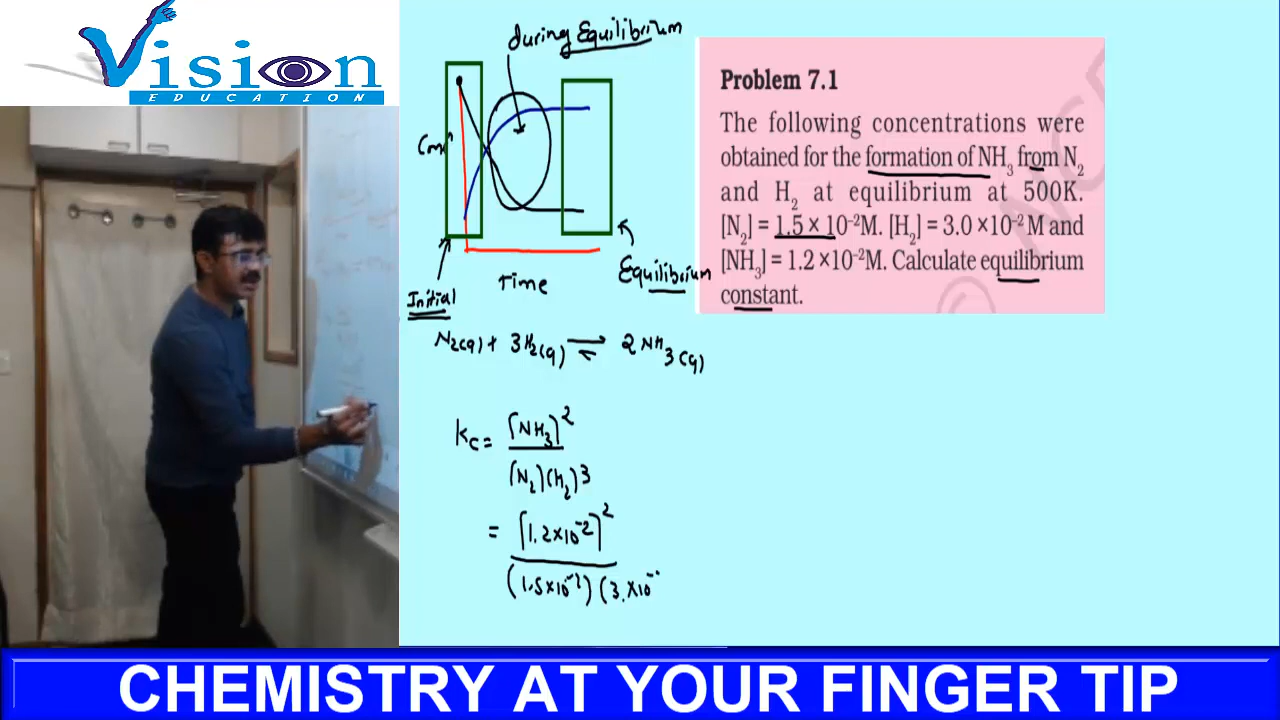 Vision
EDUCATION
during Equilibrium
Conc
Time
Initial
Equilibrium
N2(g) + 3H2(g) ⇌ 2NH3(g)
Kc = [NH3]^2
(N2)(H2)3
= [1.2×10^-2]^2
(1.5×10^-2)(3.×10^-
Problem 7.1
The following concentrations were
obtained for the formation of NH3 from N2
and H2 at equilibrium at 500K.
[N2] = 1.5 × 10^-2M. [H2] = 3.0 ×10^-2 M and
[NH3] = 1.2 ×10^-2M. Calculate equilibrium
constant.
CHEMISTRY AT YOUR FINGER TIP